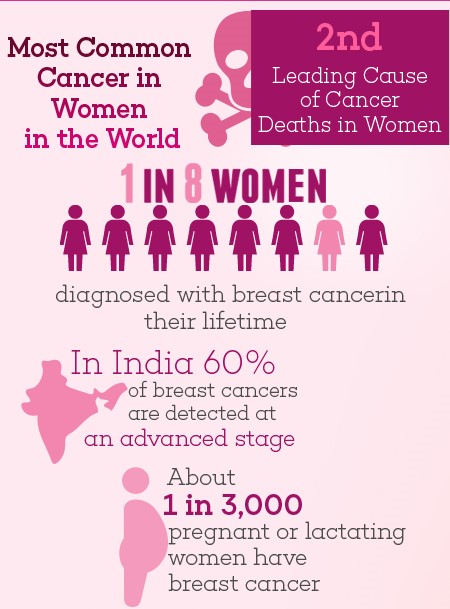 Most Common
Cancer in
Women
in the World
2nd
Leading Cause
of Cancer
Deaths in Women
1 IN 8 WOMEN
diagnosed with breast cancerin
their lifetime
In India 60%
of breast cancers
are detected at
an advanced stage
About
1 in 3,000
pregnant or lactating
women have
breast cancer